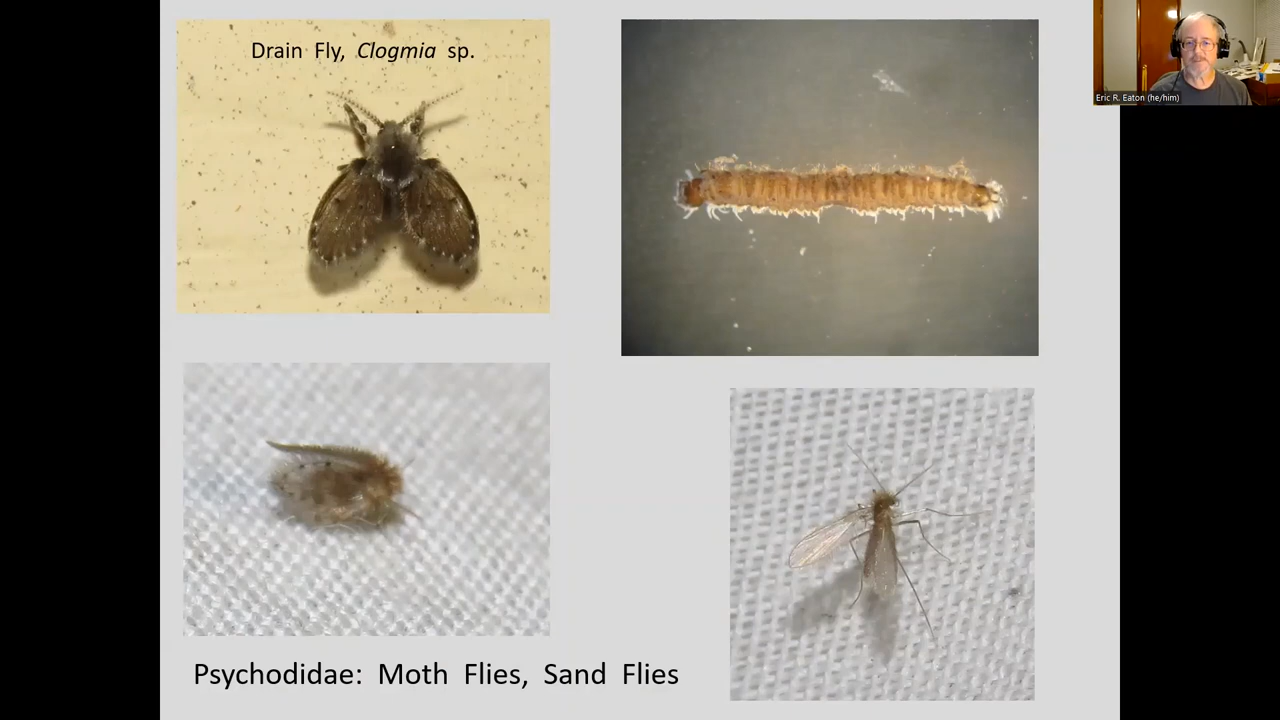 Drain Fly, Clogmia sp.
Eric R. Eaton (he/him)
Psychodidae: Moth Flies, Sand Flies